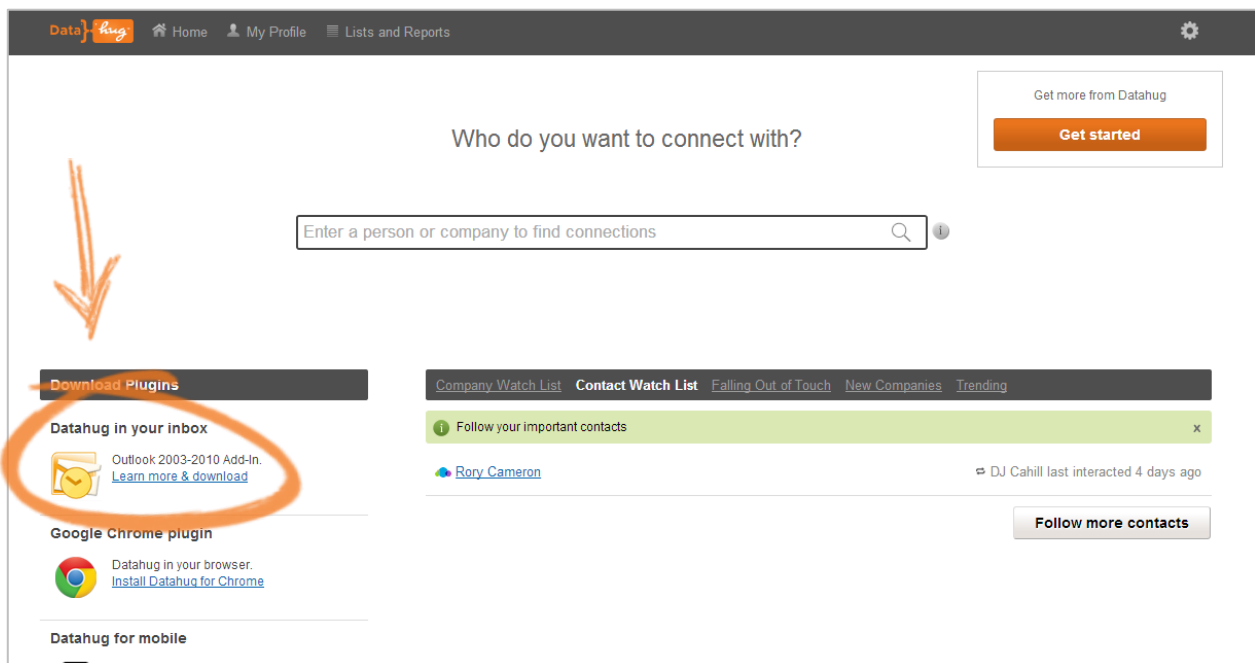 Data} hug Home My Profile Lists and Reports
Get more from Datahug
Get started
Who do you want to connect with?
Enter a person or company to find connections
i
Download Plugins
Datahug in your inbox
Outlook 2003-2010 Add-In.
Learn more & download
Google Chrome plugin
Datahug in your browser.
Install Datahug for Chrome
Datahug for mobile
Company Watch List Contact Watch List Falling Out of Touch New Companies Trending
i Follow your important contacts x
Rory Cameron DJ Cahill last interacted 4 days ago
Follow more contacts